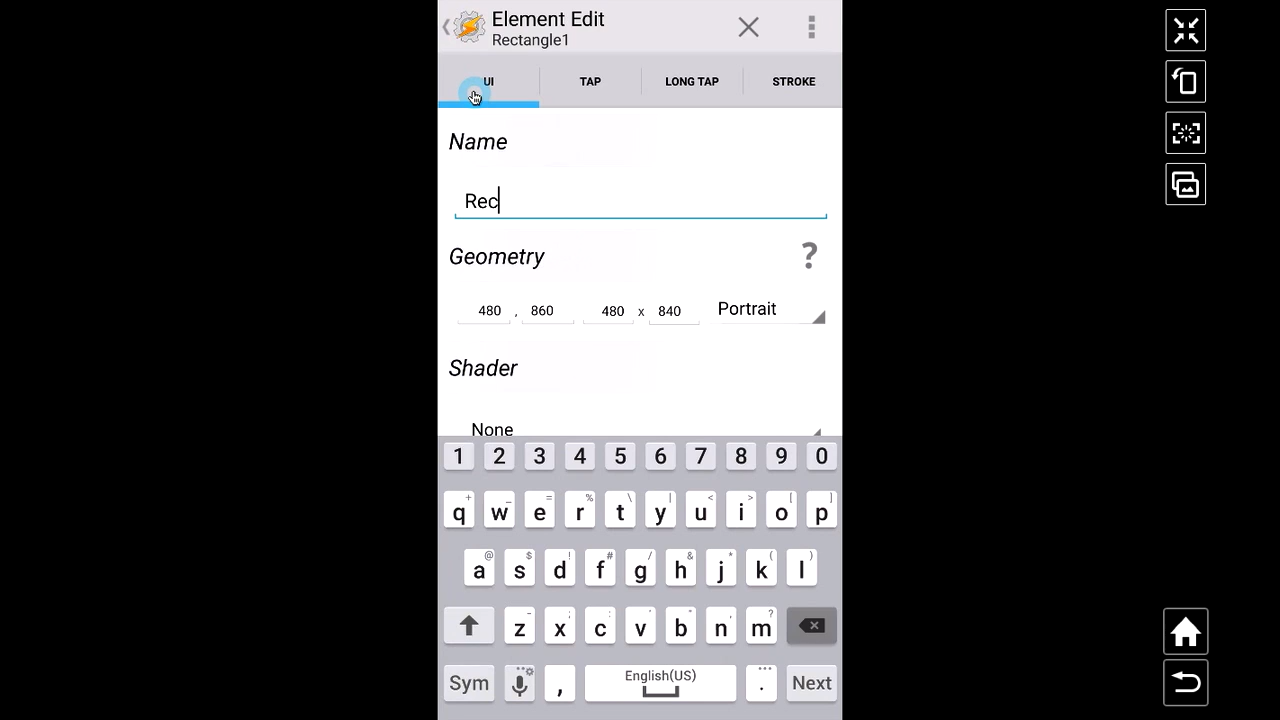 Element Edit
Rectangle1
UI TAP LONG TAP STROKE
Name
Rec
Geometry ?
480 , 860 480 x 840 Portrait
Shader
None
1 2 3 4 5 6 7 8 9 0
+ _ = % \ | < > [ ]
q w e r t y u i o p
@ $ ! # / & * ( )
a s d f g h j k l
- ; : ' " , ?
z x c v b n m
Sym , English(US) . Next